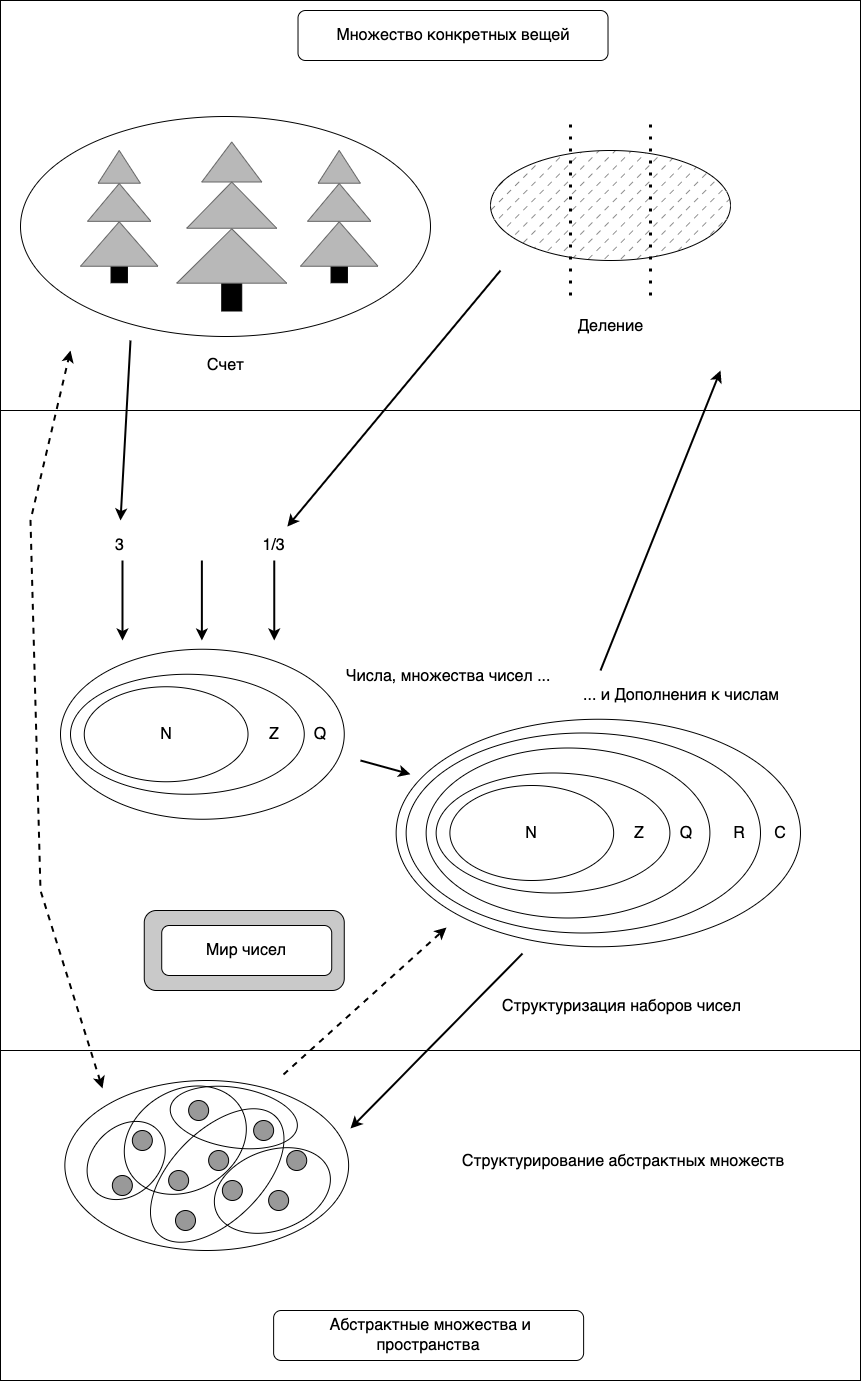 Множество конкретных вещей
Счет
Деление
3
1/3
Числа, множества чисел ...
... и Дополнения к числам
N
Z
Q
N
Z
Q
R
C
Мир чисел
Структуризация наборов чисел
Структурирование абстрактных множеств
Абстрактные множества и
пространства